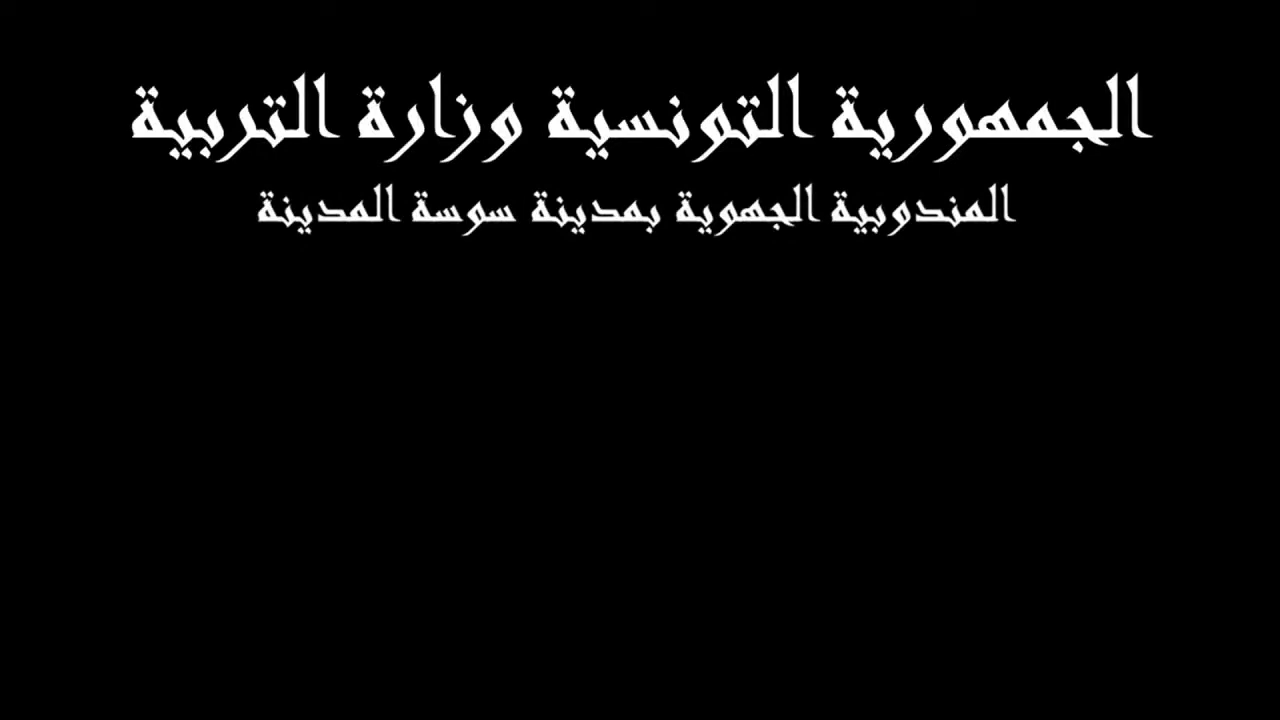 الجمهورية التونسية وزارة التربية
المندوبية الجهوية بمدينة سوسة المدينة